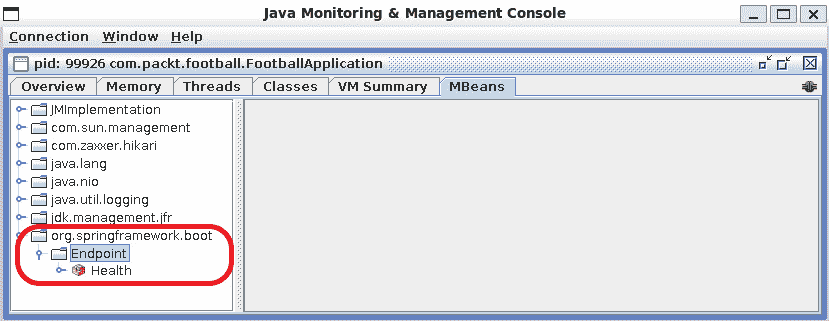 Java Monitoring & Management Console
Connection Window Help
pid: 99926 com.packt.football.FootballApplication
Overview Memory Threads Classes VM Summary MBeans
JMImplementation
com.sun.management
com.zaxxer.hikari
java.lang
java.nio
java.util.logging
jdk.management.jfr
org.springframework.boot
Endpoint
Health